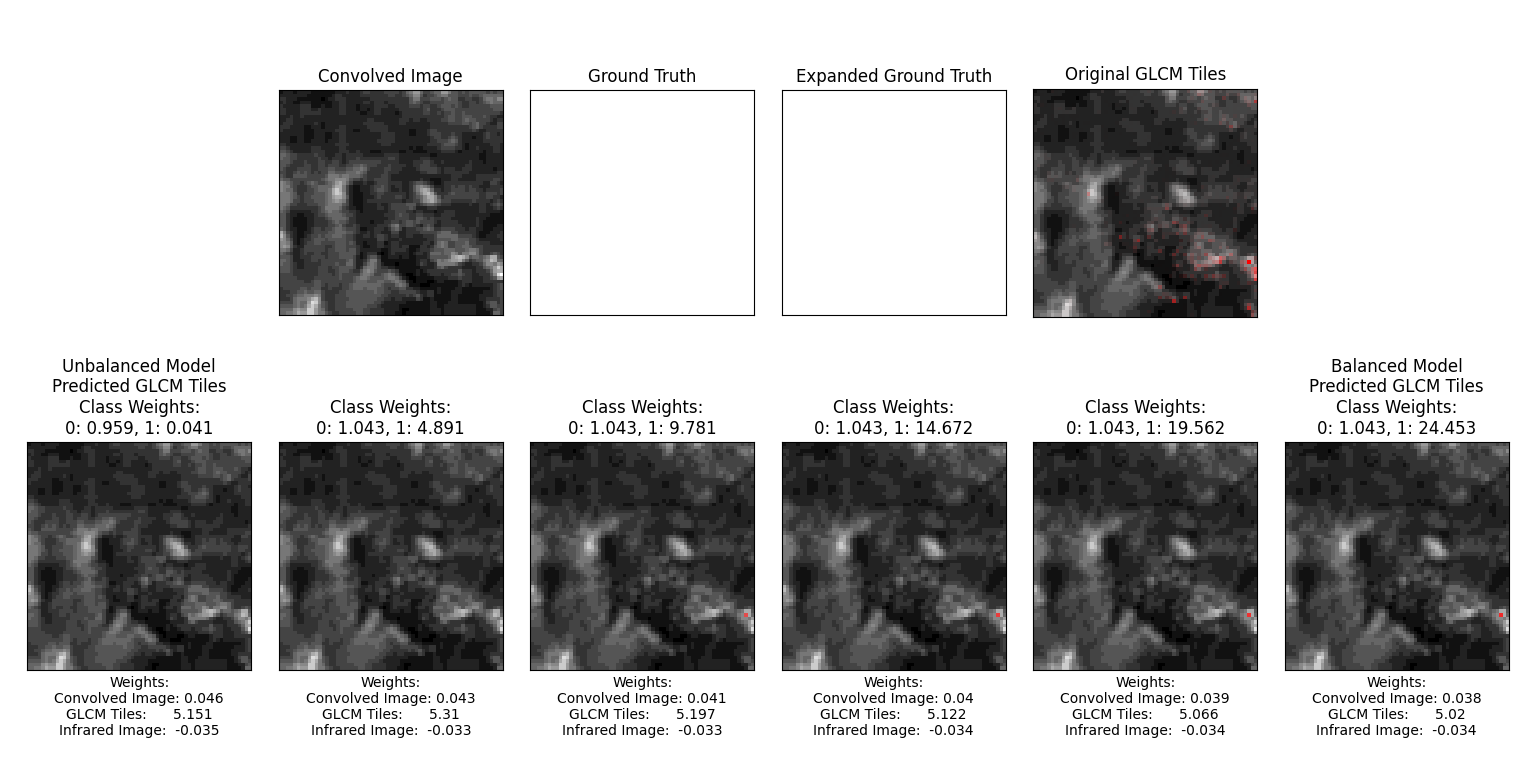 Convolved Image
Ground Truth
Expanded Ground Truth
Original GLCM Tiles
Unbalanced Model
Predicted GLCM Tiles
Class Weights:
0: 0.959, 1: 0.041
Class Weights:
0: 1.043, 1: 4.891
Class Weights:
0: 1.043, 1: 9.781
Class Weights:
0: 1.043, 1: 14.672
Class Weights:
0: 1.043, 1: 19.562
Balanced Model
Predicted GLCM Tiles
Class Weights:
0: 1.043, 1: 24.453
Weights:
Convolved Image: 0.046
GLCM Tiles: 5.151
Infrared Image: -0.035
Weights:
Convolved Image: 0.043
GLCM Tiles: 5.31
Infrared Image: -0.033
Weights:
Convolved Image: 0.041
GLCM Tiles: 5.197
Infrared Image: -0.033
Weights:
Convolved Image: 0.04
GLCM Tiles: 5.122
Infrared Image: -0.034
Weights:
Convolved Image: 0.039
GLCM Tiles: 5.066
Infrared Image: -0.034
Weights:
Convolved Image: 0.038
GLCM Tiles: 5.02
Infrared Image: -0.034